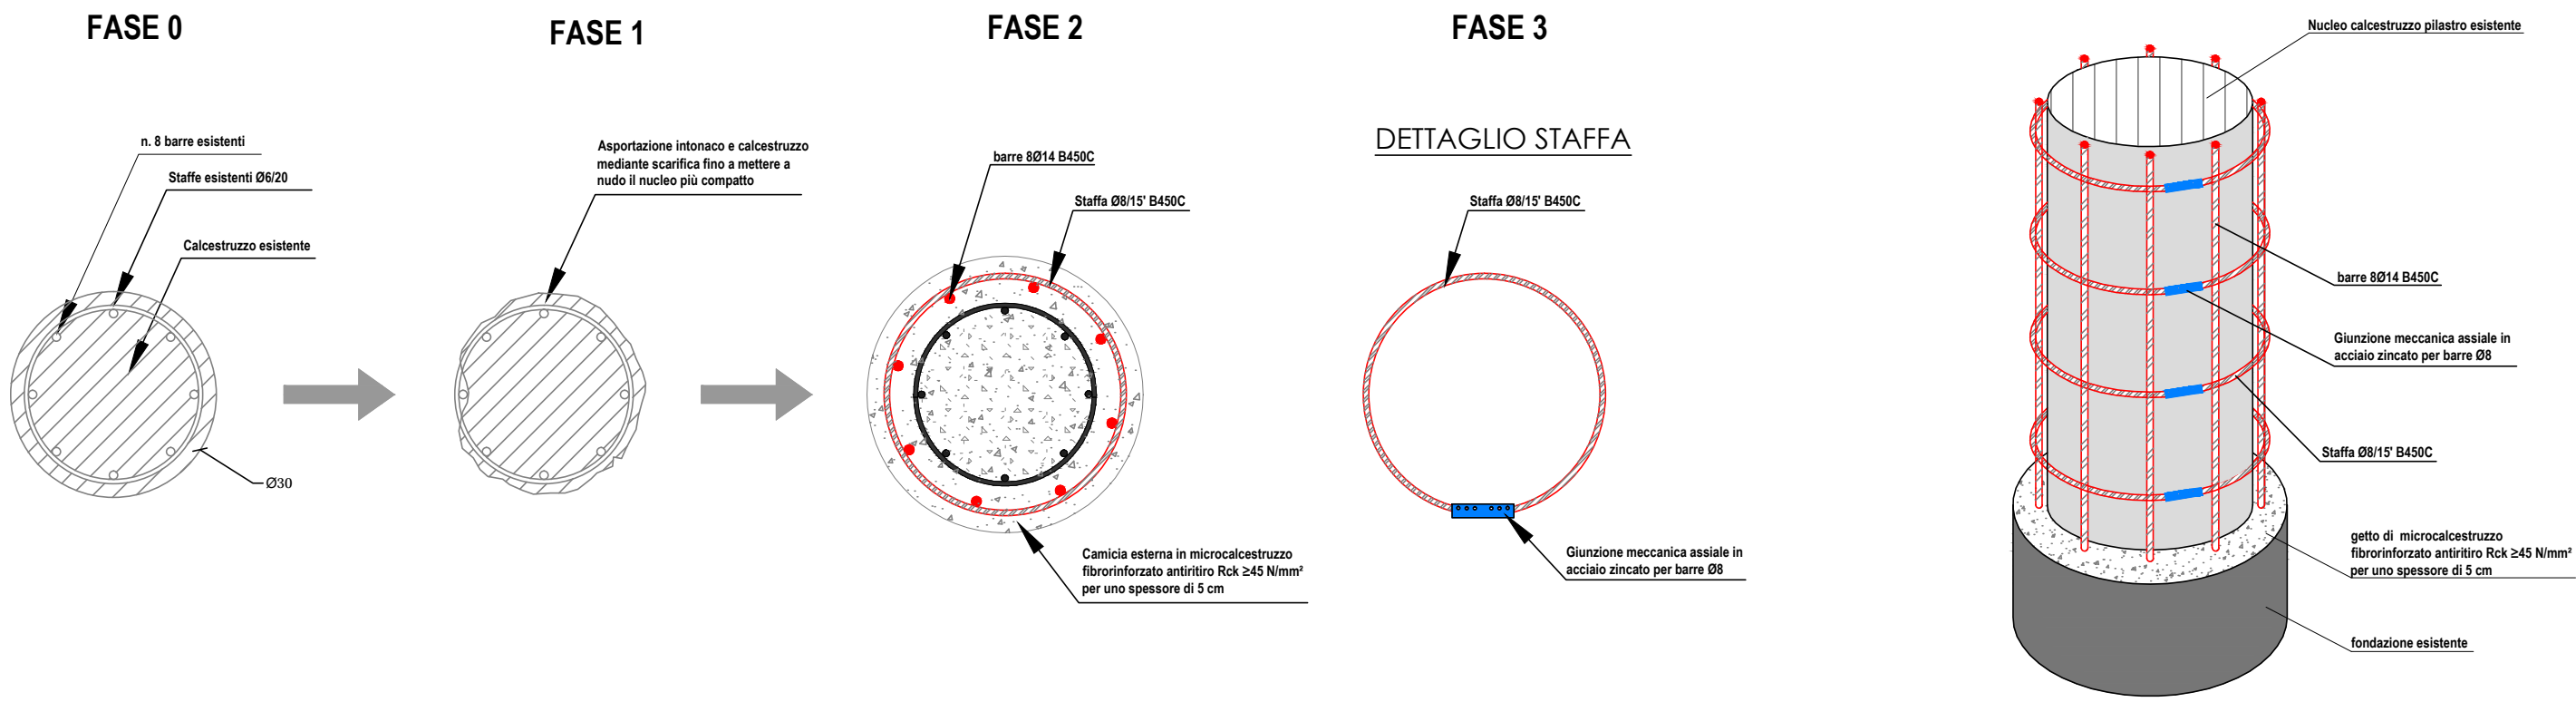 FASE 0
n. 8 barre esistenti
Staffe esistenti Ø6/20
Calcestruzzo esistente
Ø30
FASE 1
Asportazione intonaco e calcestruzzo
mediante scarifica fino a mettere a
nudo il nucleo più compatto
FASE 2
barre 8Ø14 B450C
Staffa Ø8/15' B450C
Camicia esterna in microcalcestruzzo
fibrorinforzato antiritiro Rck ≥45 N/mm²
per uno spessore di 5 cm
FASE 3
DETTAGLIO STAFFA
Staffa Ø8/15' B450C
Giunzione meccanica assiale in
acciaio zincato per barre Ø8
Nucleo calcestruzzo pilastro esistente
barre 8Ø14 B450C
Giunzione meccanica assiale in
acciaio zincato per barre Ø8
Staffa Ø8/15' B450C
getto di microcalcestruzzo
fibrorinforzato antiritiro Rck ≥45 N/mm²
per uno spessore di 5 cm
fondazione esistente